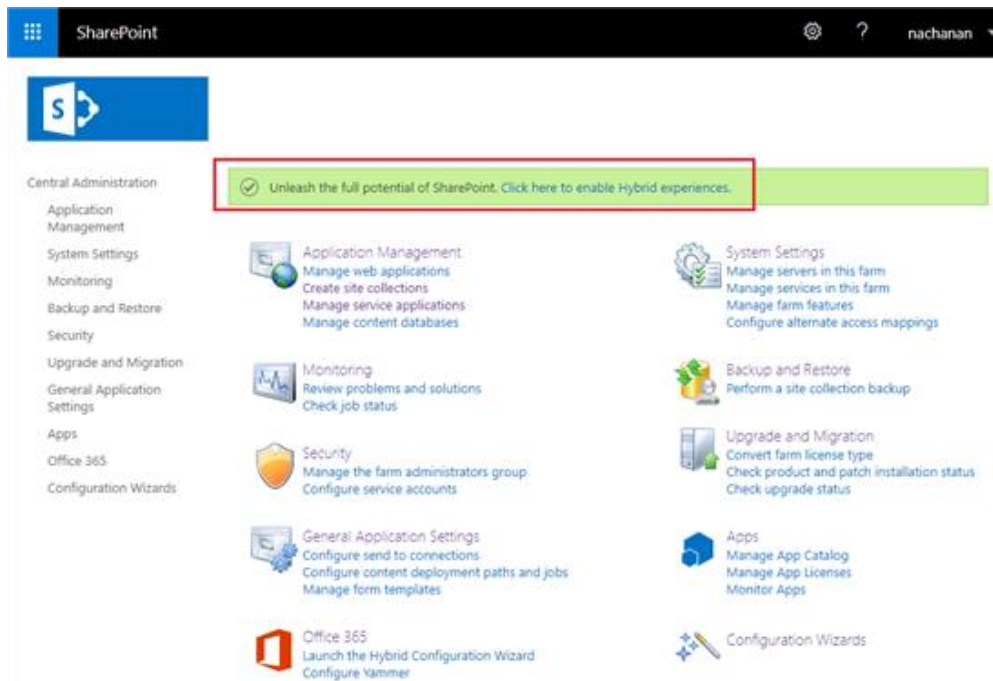 SharePoint
?
nachanan
S
Central Administration
Application
Management
System Settings
Monitoring
Backup and Restore
Security
Upgrade and Migration
General Application
Settings
Apps
Office 365
Configuration Wizards
Unleash the full potential of SharePoint. Click here to enable Hybrid experiences.
Application Management
Manage web applications
Create site collections
Manage service applications
Manage content databases
System Settings
Manage servers in this farm
Manage services in this farm
Manage farm features
Configure alternate access mappings
Monitoring
Review problems and solutions
Check job status
Backup and Restore
Perform a site collection backup
Security
Manage the farm administrators group
Configure service accounts
Upgrade and Migration
Convert farm license type
Check product and patch installation status
Check upgrade status
General Application Settings
Configure send to connections
Configure content deployment paths and jobs
Manage form templates
Apps
Manage App Catalog
Manage App Licenses
Monitor Apps
Office 365
Launch the Hybrid Configuration Wizard
Configure Yammer
Configuration Wizards